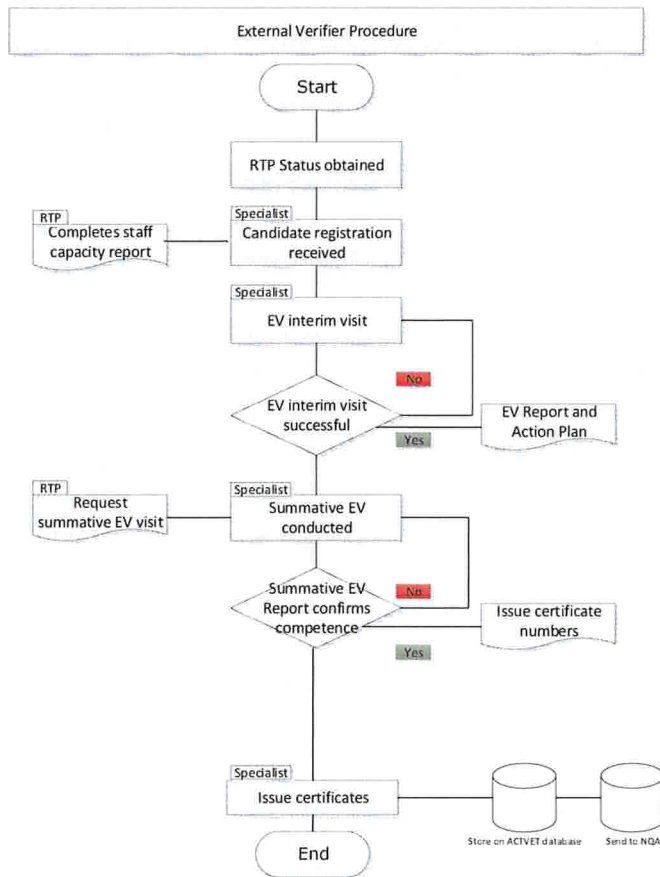 External Verifier Procedure
Start
RTP Status obtained
RTP
Completes staff
capacity report
Specialist
Candidate registration
received
Specialist
EV interim visit
No
EV interim visit
successful
Yes
EV Report and
Action Plan
RTP
Request
summative EV visit
Specialist
Summative EV
conducted
No
Summative EV
Report confirms
competence
Issue certificate
numbers
Yes
Specialist
Issue certificates
Store on ACTVET database
Send to NQA
End